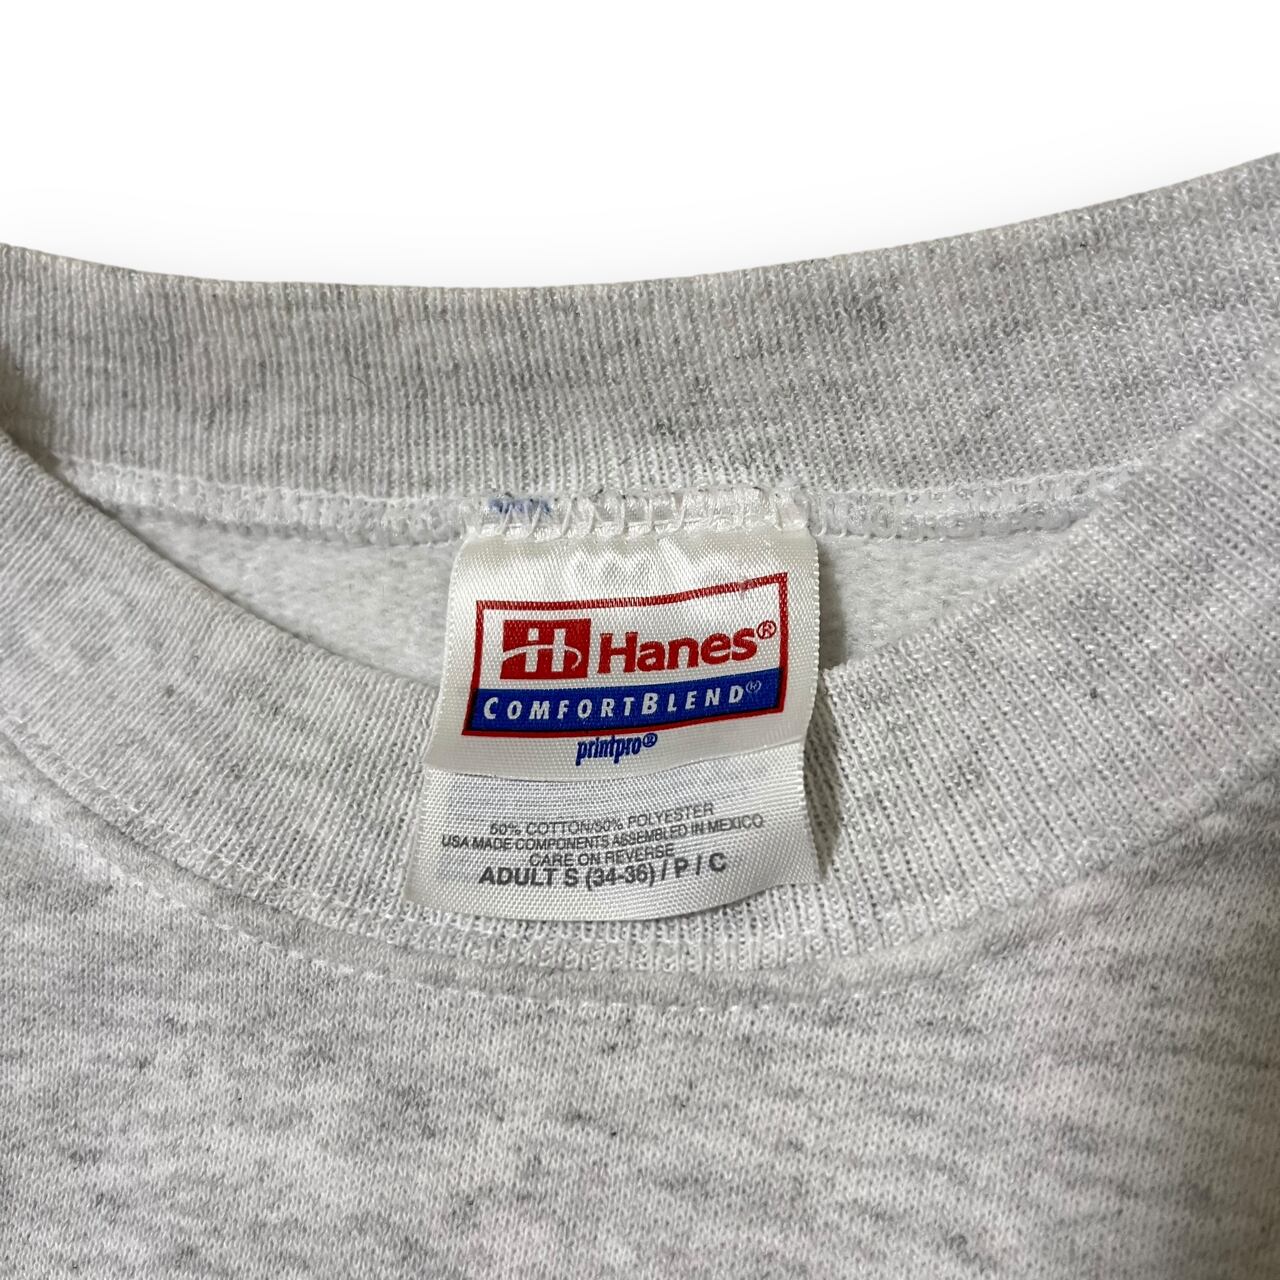 Hanes®
COMFORTBLEND®
printpro®
50% COTTON/50% POLYESTER
USA MADE COMPONENTS ASSEMBLED IN MEXICO
CARE ON REVERSE
ADULT S (34-36) / P / C